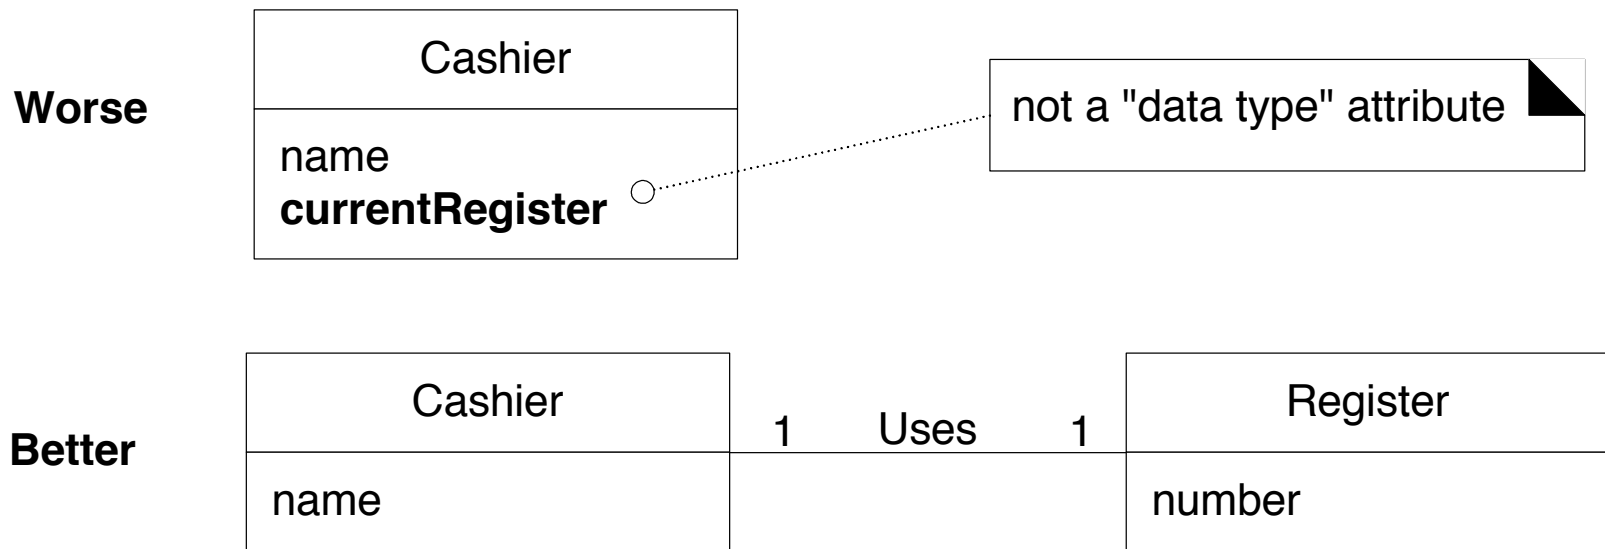 Cashier
Worse
not a "data type" attribute
name
currentRegister
Cashier
Register
1 Uses 1
Better
name
number